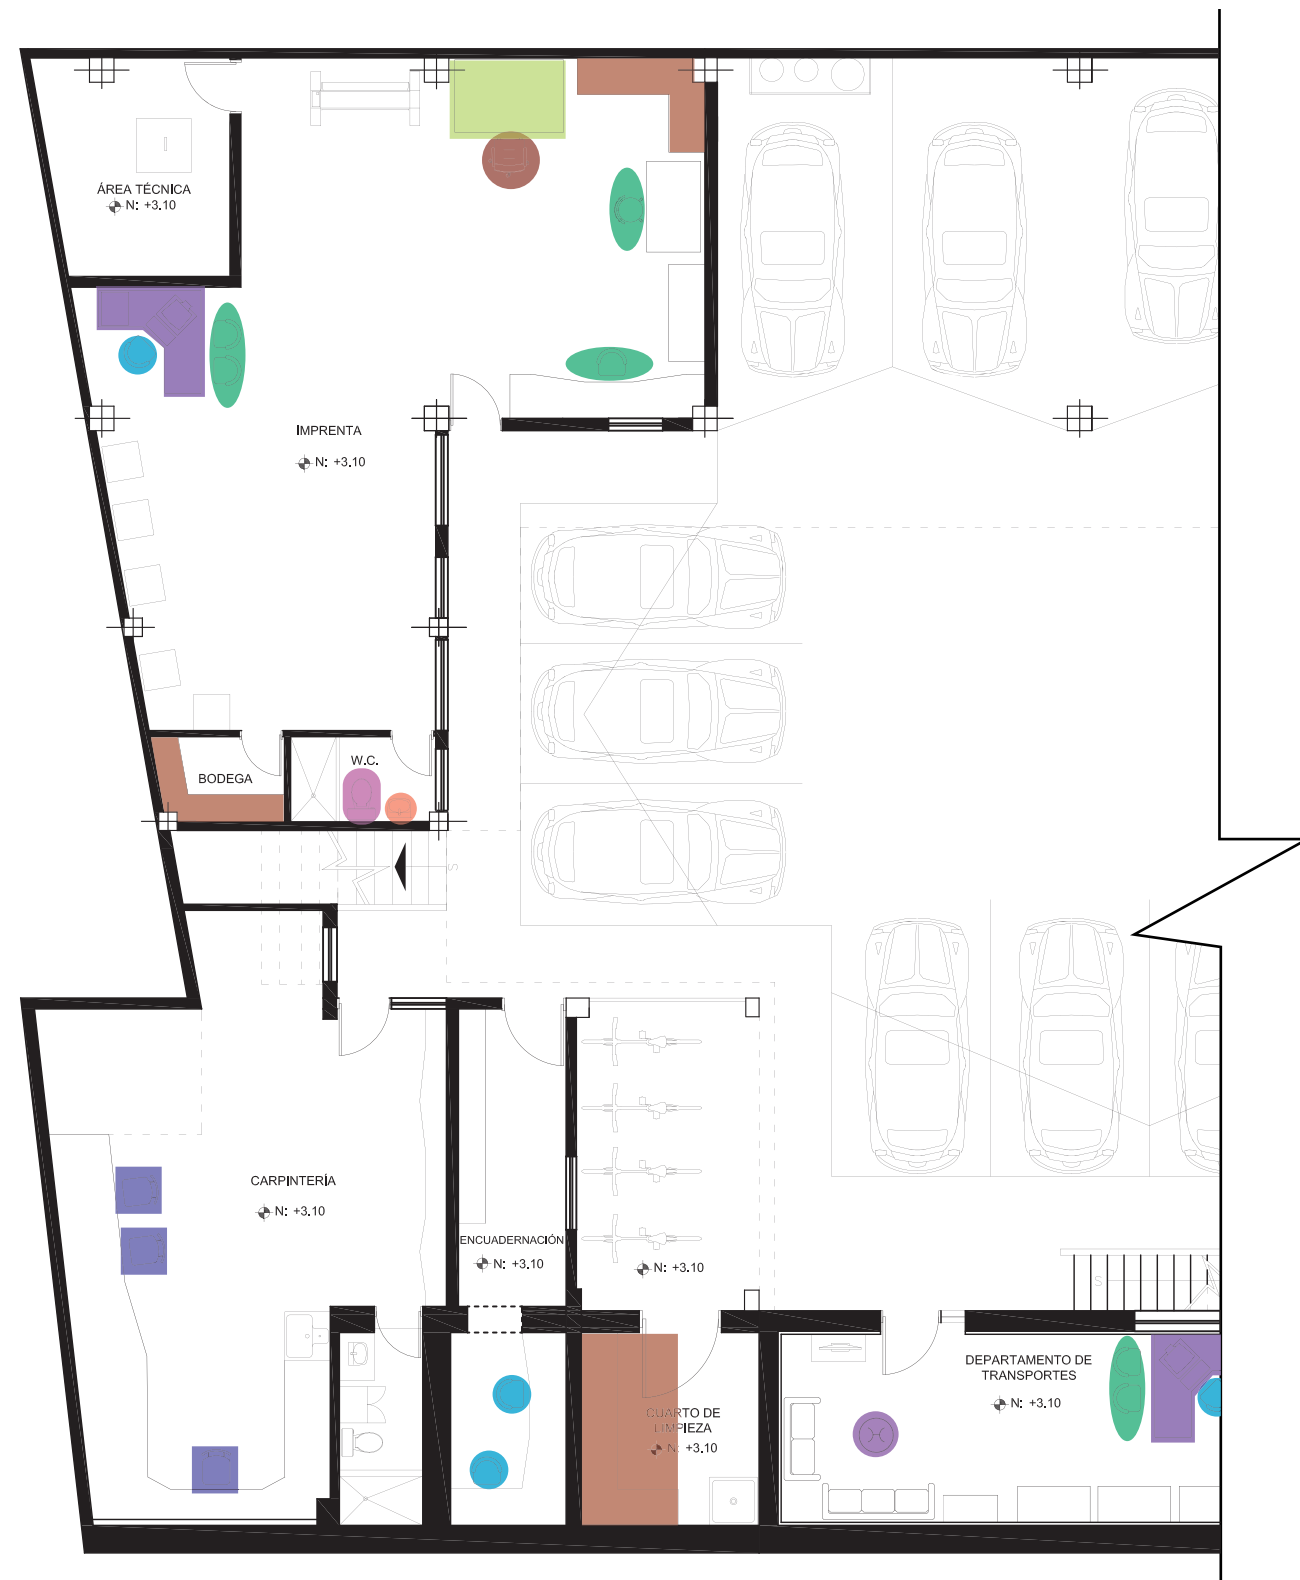 ÁREA TÉCNICA
N: +3.10
IMPRENTA
N: +3.10
W.C.
BODEGA
S
CARPINTERÍA
N: +3.10
ENCUADERNACIÓN
N: +3.10
N: +3.10
S
DEPARTAMENTO DE
TRANSPORTES
N: +3.10
CUARTO DE
LIMPIEZA
N: +3.10